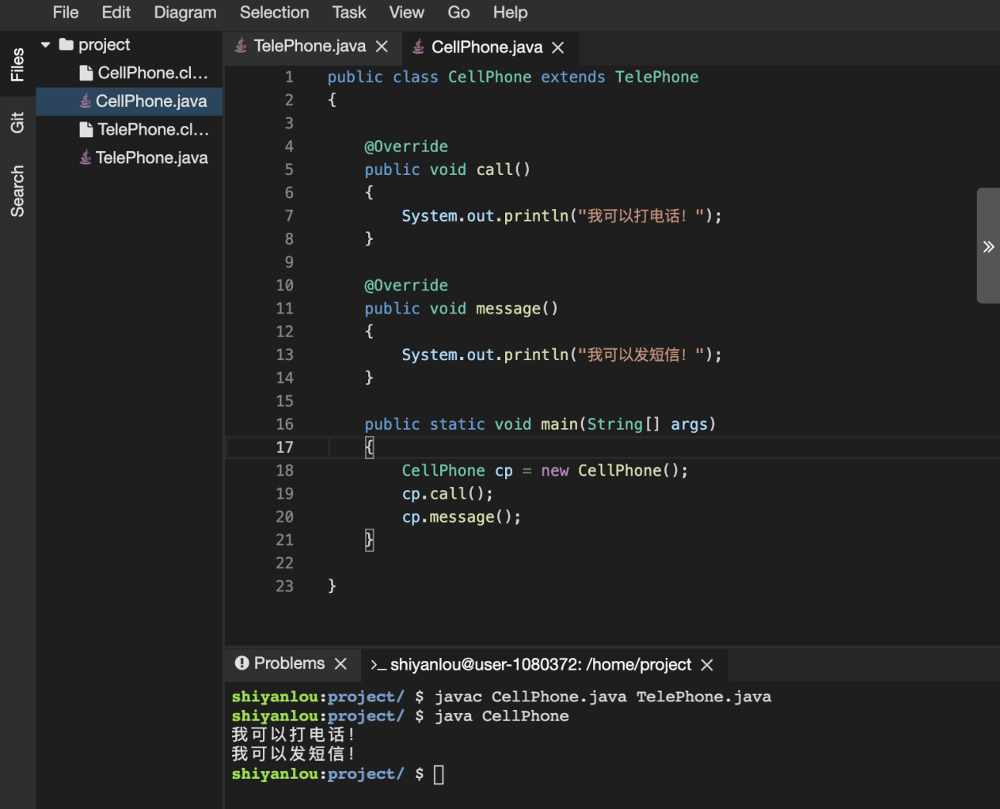 File Edit Diagram Selection Task View Go Help
Files
Git
Search
project
CellPhone.cl...
CellPhone.java
TelePhone.cl...
TelePhone.java
TelePhone.java CellPhone.java
1 public class CellPhone extends TelePhone
2 {
3
4 @Override
5 public void call()
6 {
7 System.out.println("我可以打电话！");
8 }
9
10 @Override
11 public void message()
12 {
13 System.out.println("我可以发短信！");
14 }
15
16 public static void main(String[] args)
17 {
18 CellPhone cp = new CellPhone();
19 cp.call();
20 cp.message();
21 }
22
23 }
Problems >_ shiyanlou@user-1080372: /home/project
shiyanlou:project/ $ javac CellPhone.java TelePhone.java
shiyanlou:project/ $ java CellPhone
我可以打电话！
我可以发短信！
shiyanlou:project/ $